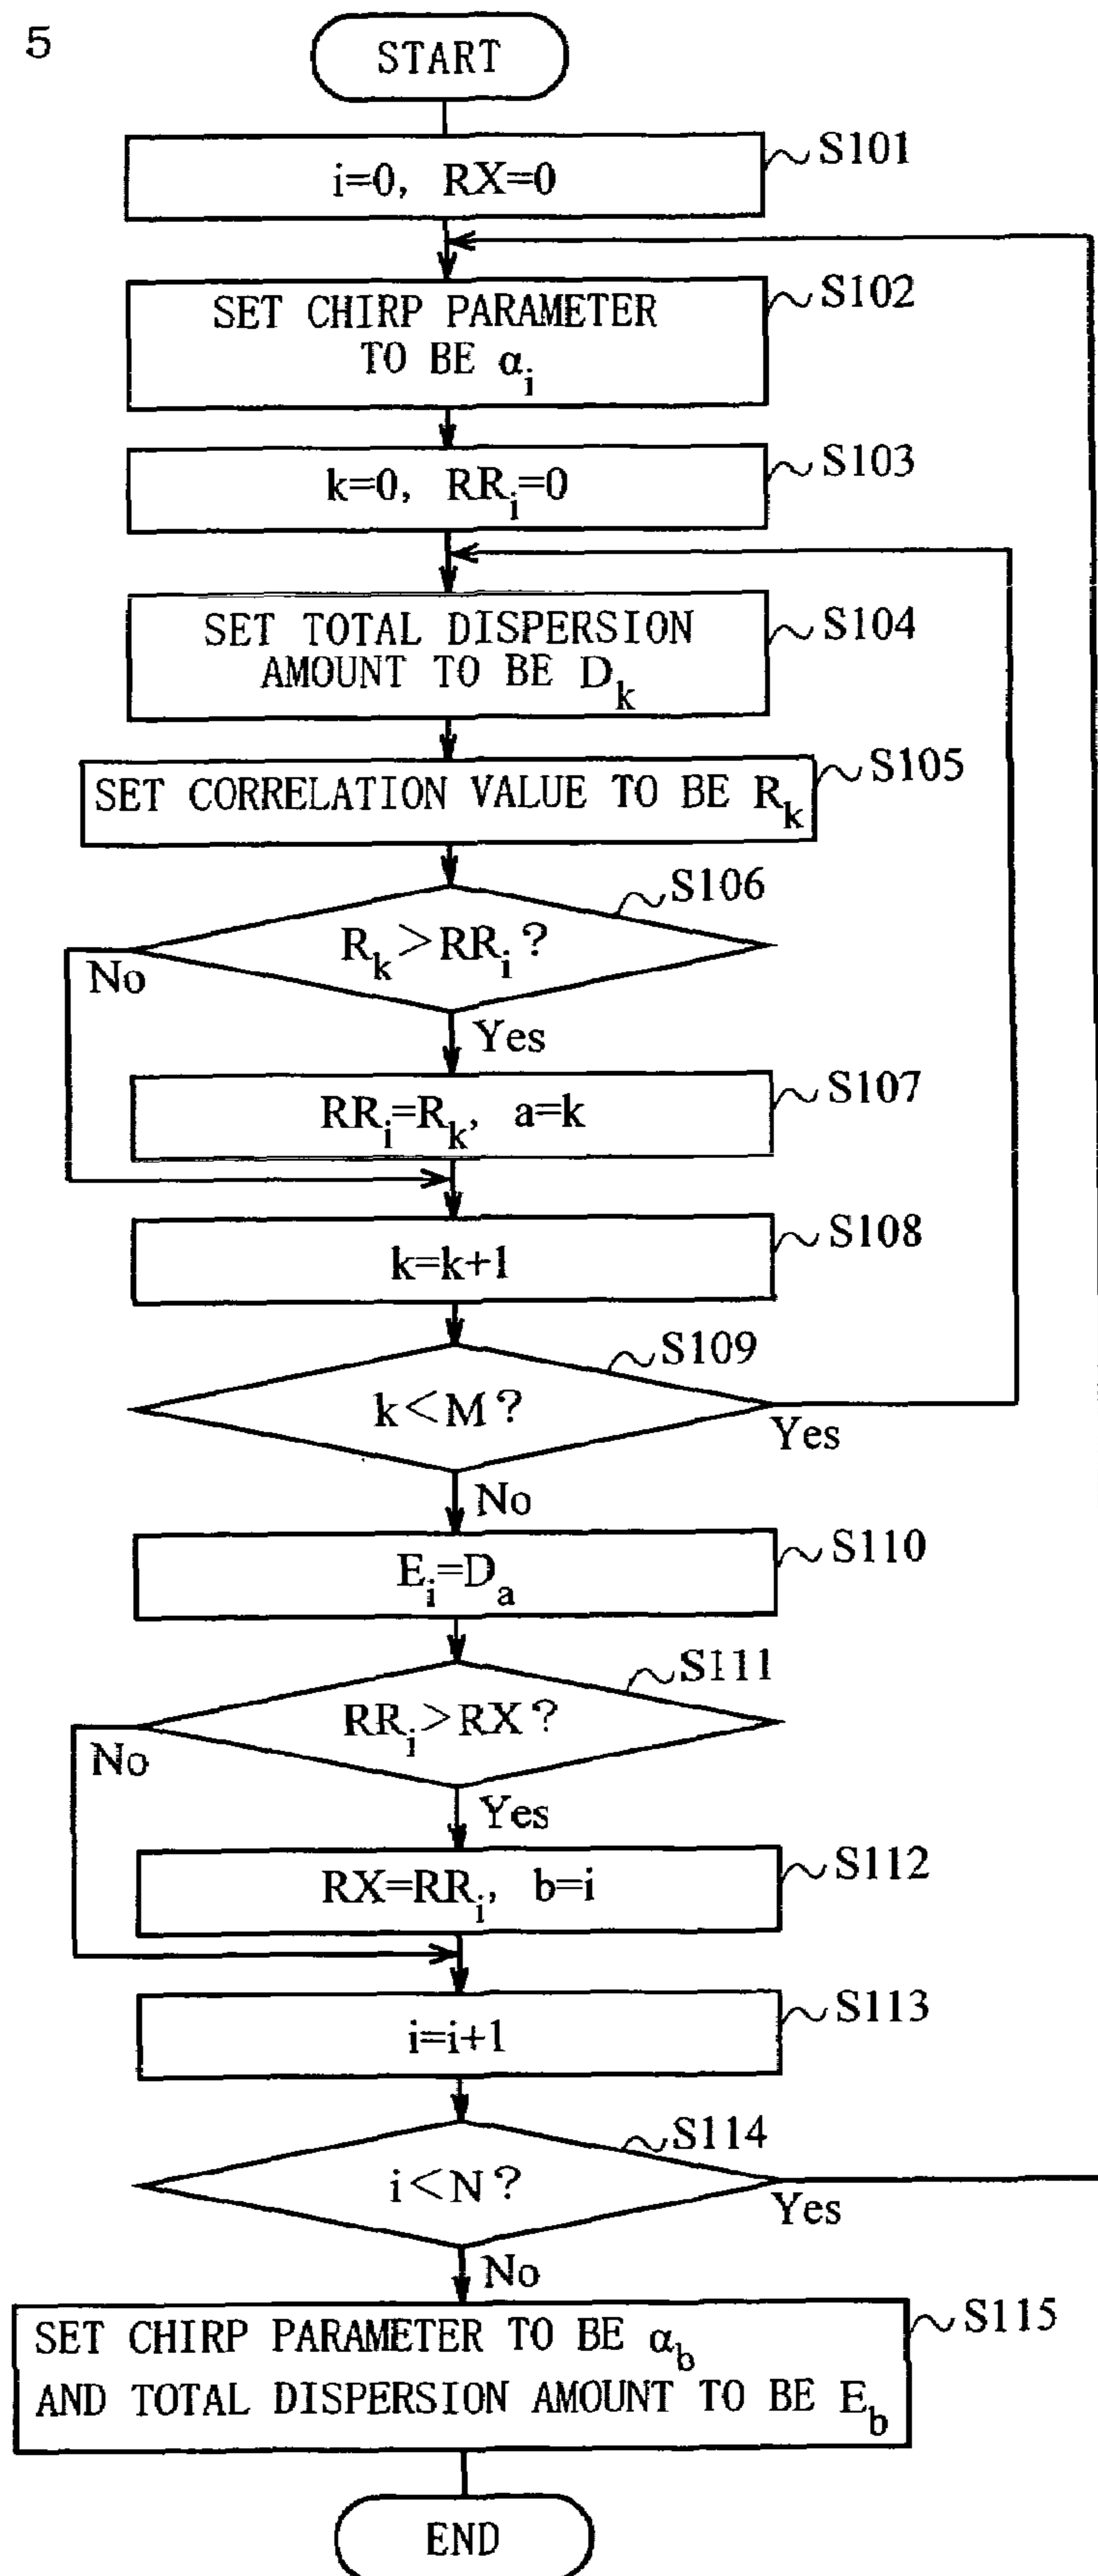 5
START
S101
i=0, RX=0
S102
SET CHIRP PARAMETER
TO BE αi
S103
k=0, RRi=0
S104
SET TOTAL DISPERSION
AMOUNT TO BE Dk
S105
SET CORRELATION VALUE TO BE Rk
S106
Rk>RRi?
No
Yes
S107
RRi=Rk, a=k
S108
k=k+1
S109
k<M?
Yes
No
S110
Ei=Da
S111
RRi>RX?
No
Yes
S112
RX=RRi, b=i
S113
i=i+1
S114
i<N?
Yes
No
S115
SET CHIRP PARAMETER TO BE αb
AND TOTAL DISPERSION AMOUNT TO BE Eb
END